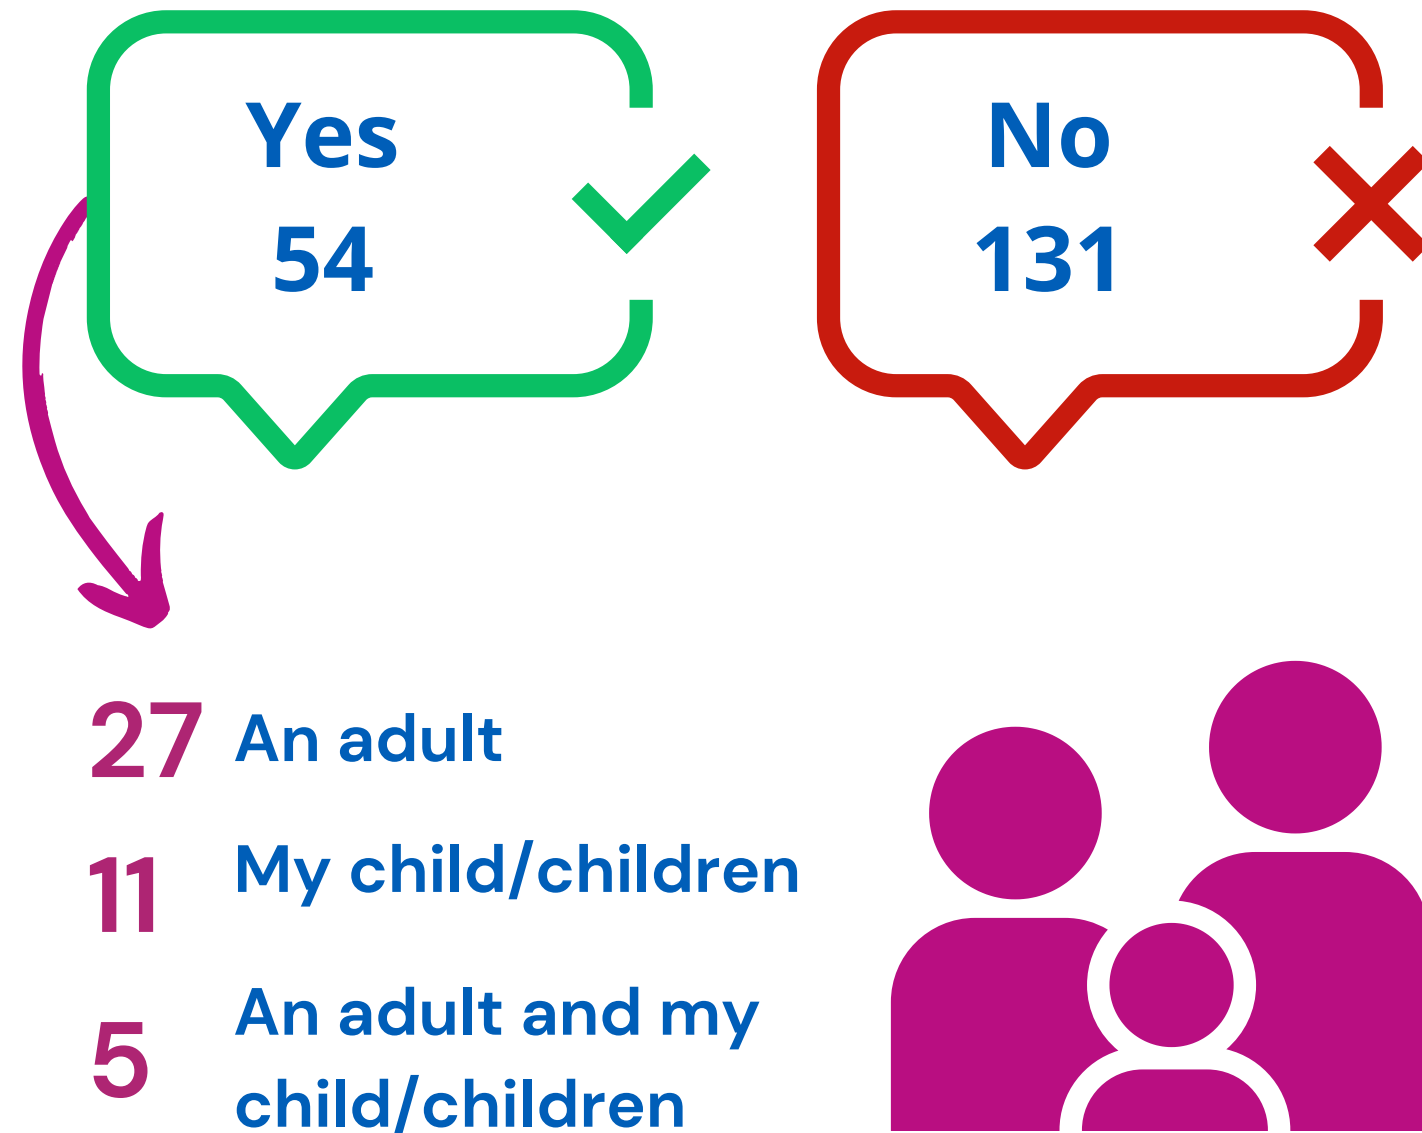 Yes
54
No
131
27 An adult
11 My child/children
5 An adult and my
child/children